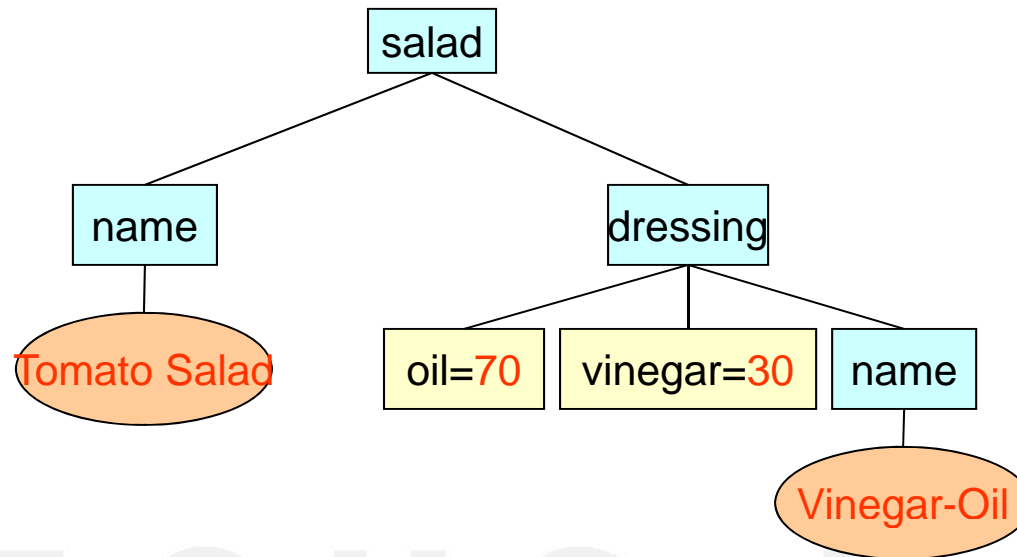 salad
name
dressing
Tomato Salad
oil=70
vinegar=30
name
Vinegar-Oil